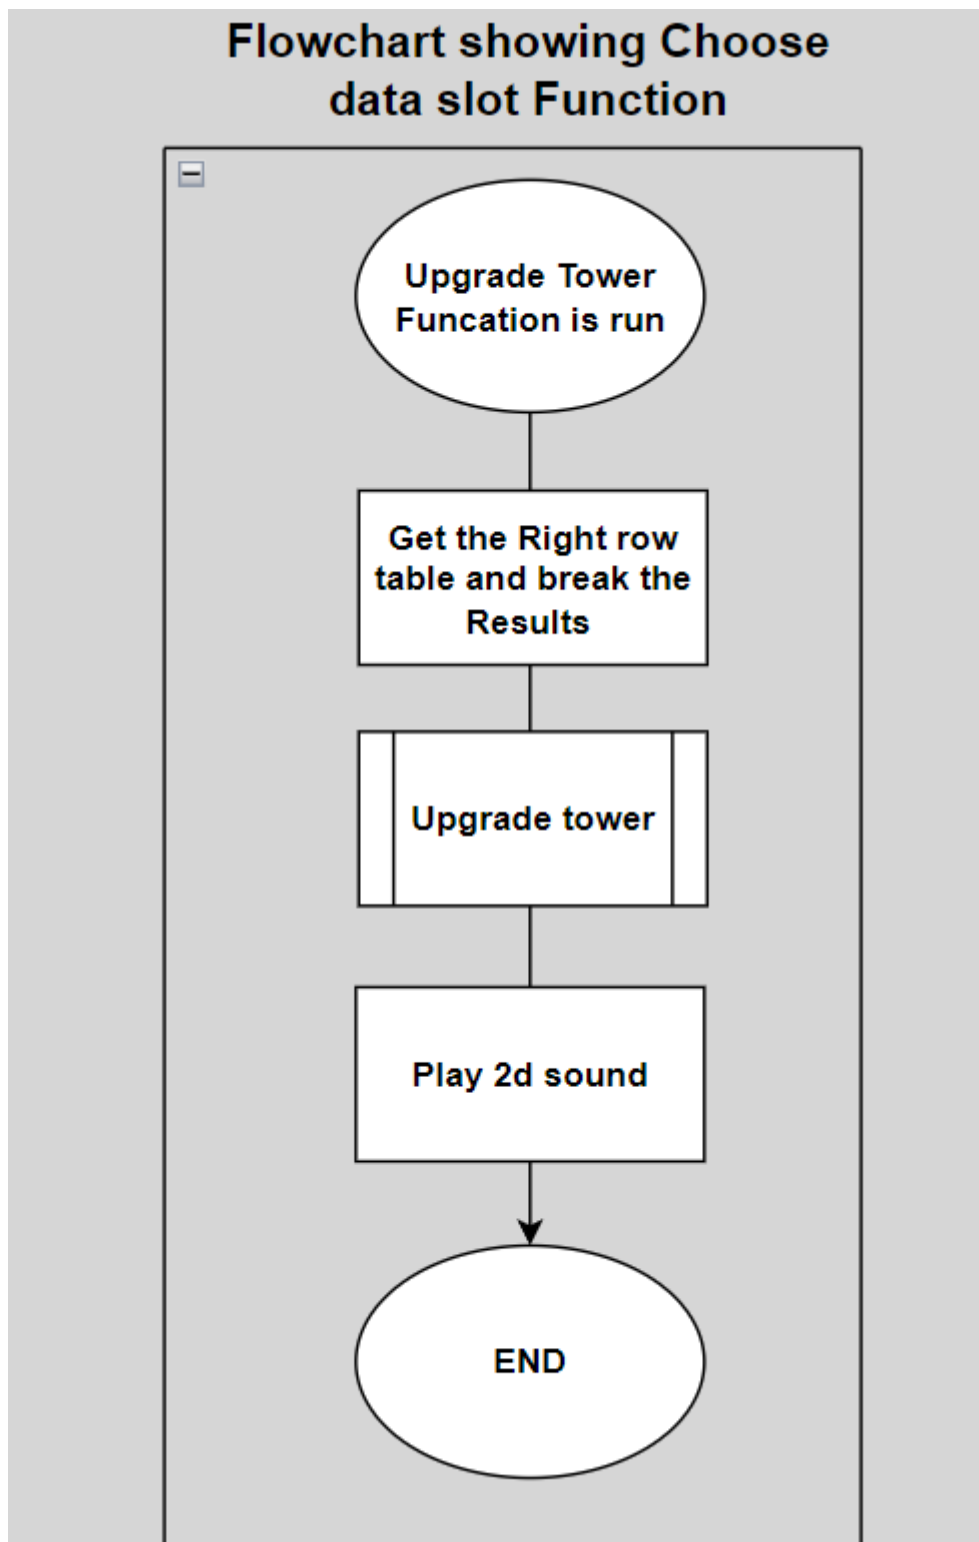 Flowchart showing Choose
data slot Function
Upgrade Tower
Funcation is run
Get the Right row
table and break the
Results
Upgrade tower
Play 2d sound
END